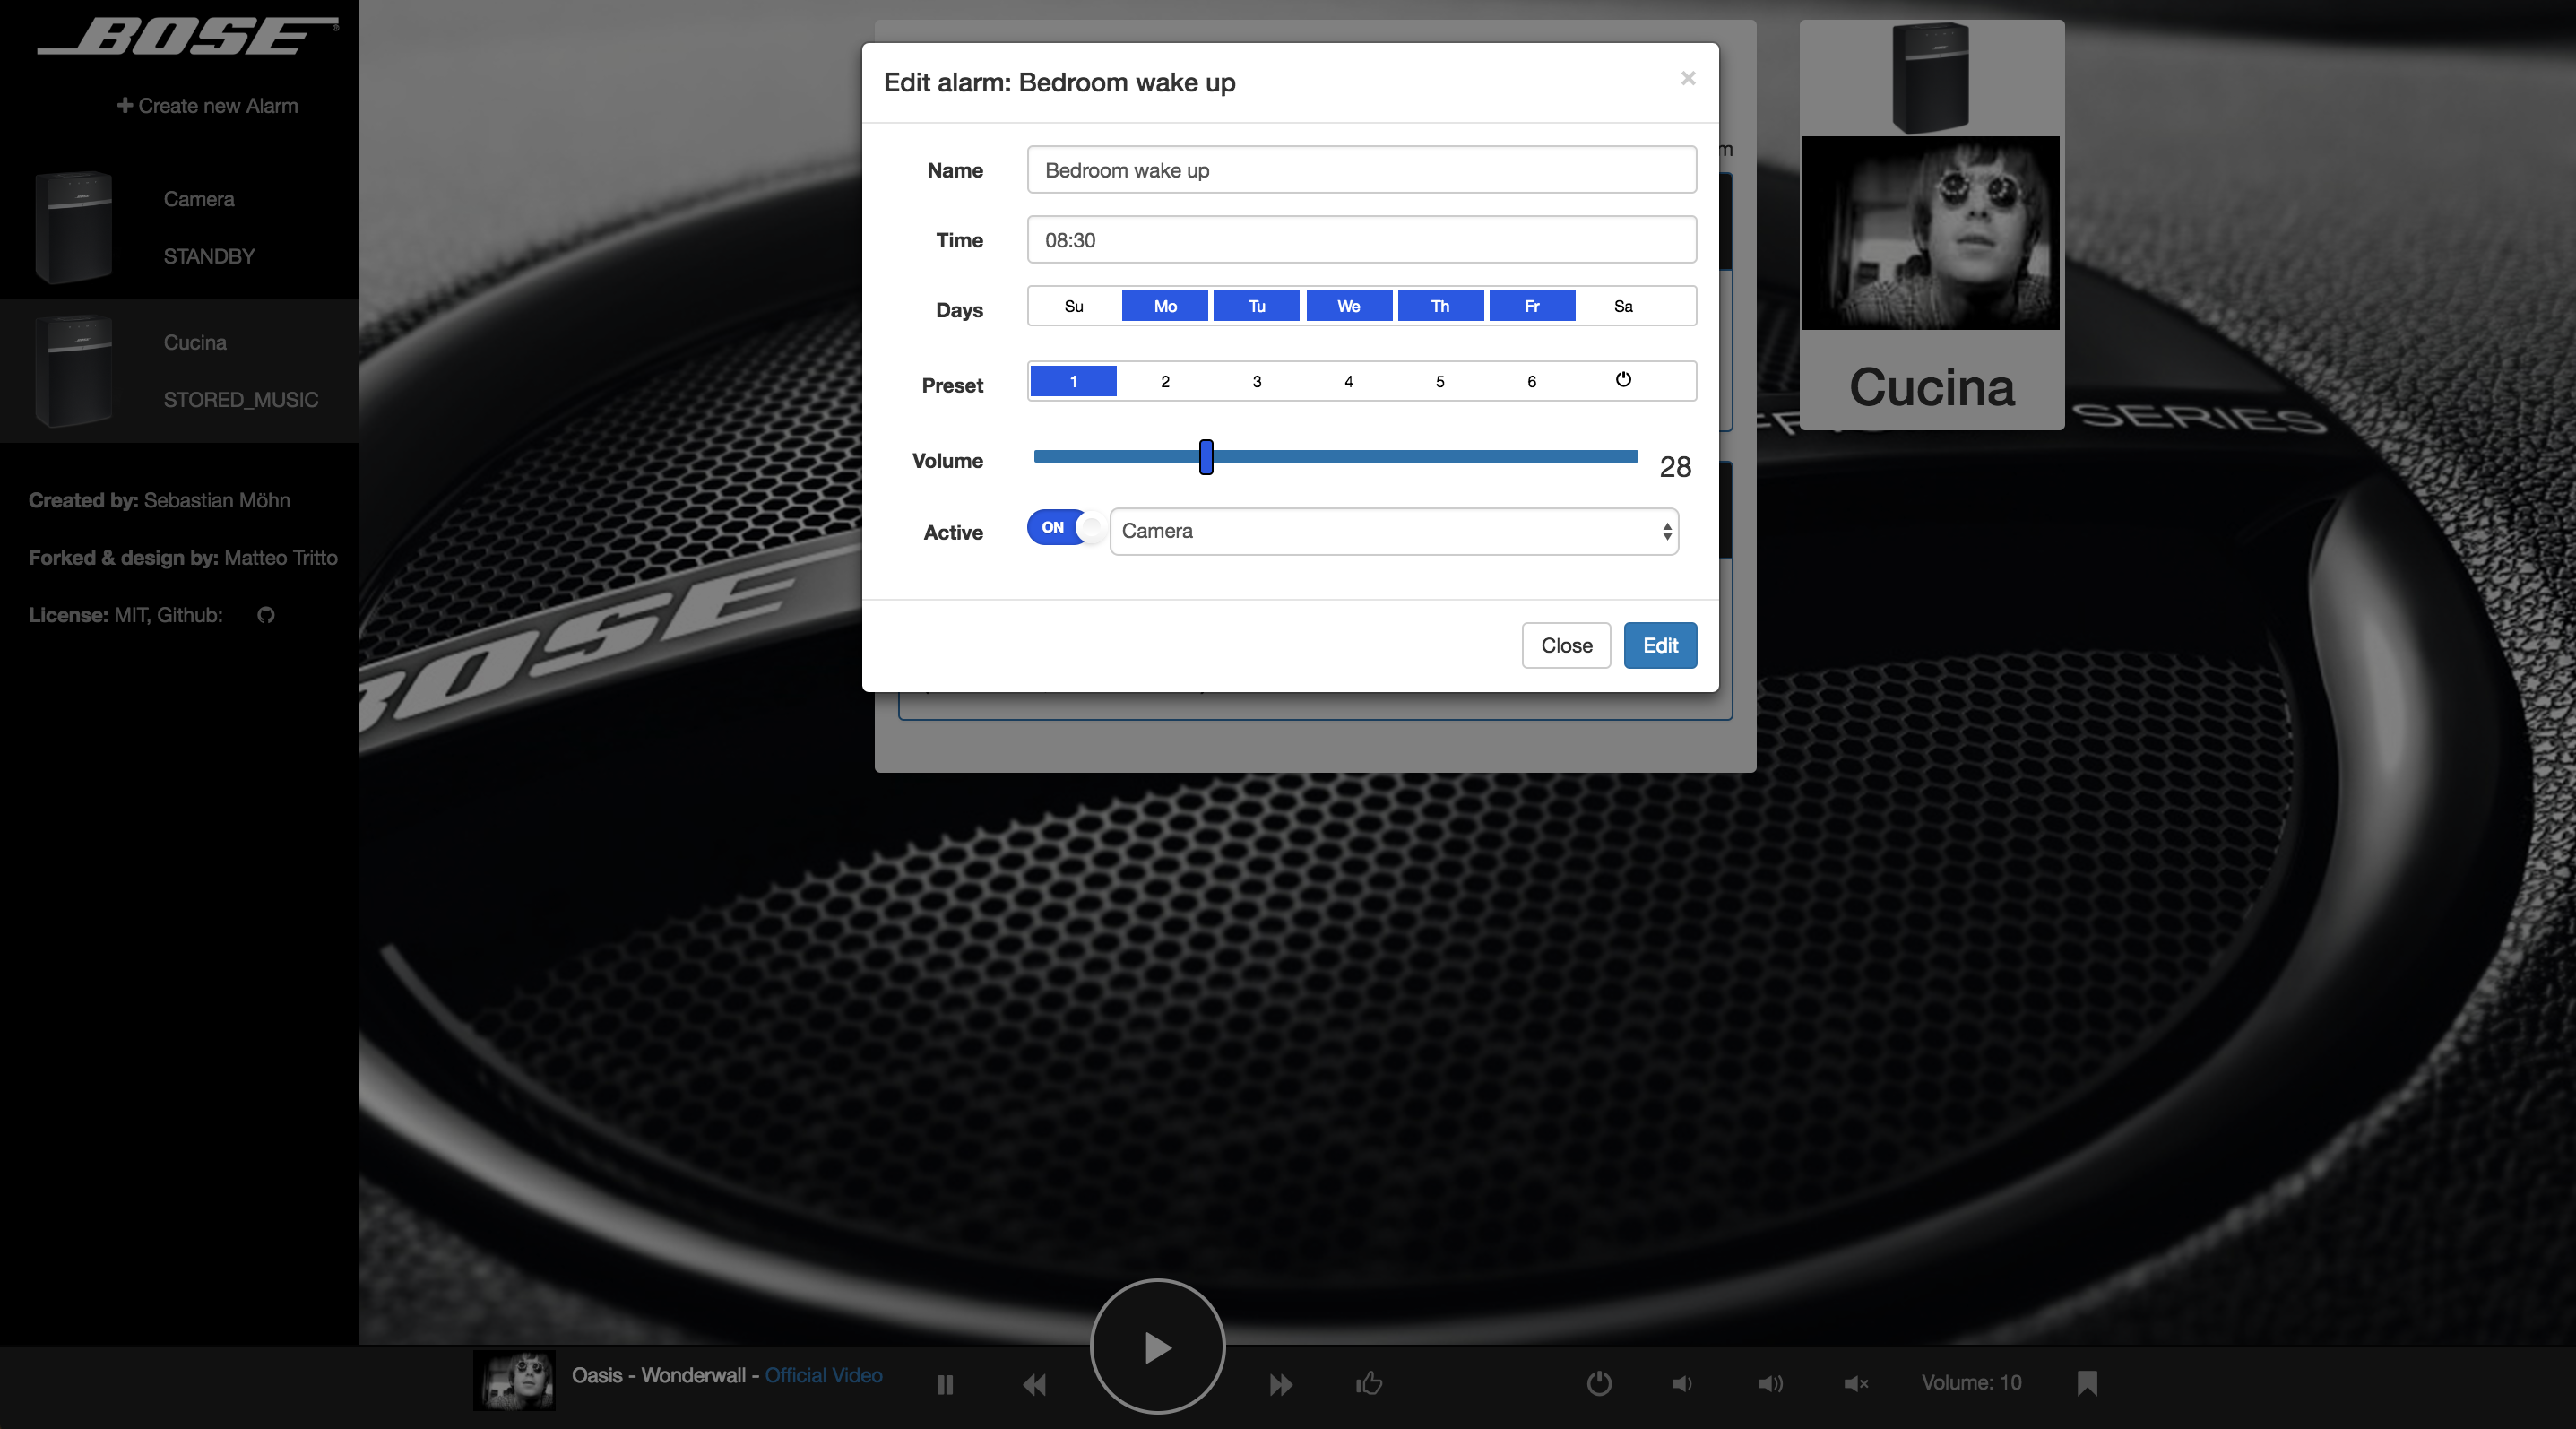 BOSE
Create new Alarm
Camera
STANDBY
Cucina
STORED_MUSIC
Created by: Sebastian Möhn
Forked & design by: Matteo Tritto
License: MIT, Github:
Edit alarm: Bedroom wake up
×
Name
Bedroom wake up
Time
08:30
Days
Su Mo Tu We Th Fr Sa
Preset
1 2 3 4 5 6
Volume
28
Active
ON
Camera
Close
Edit
Cucina
SERIES
BOSE
Oasis - Wonderwall - Official Video
Volume: 10